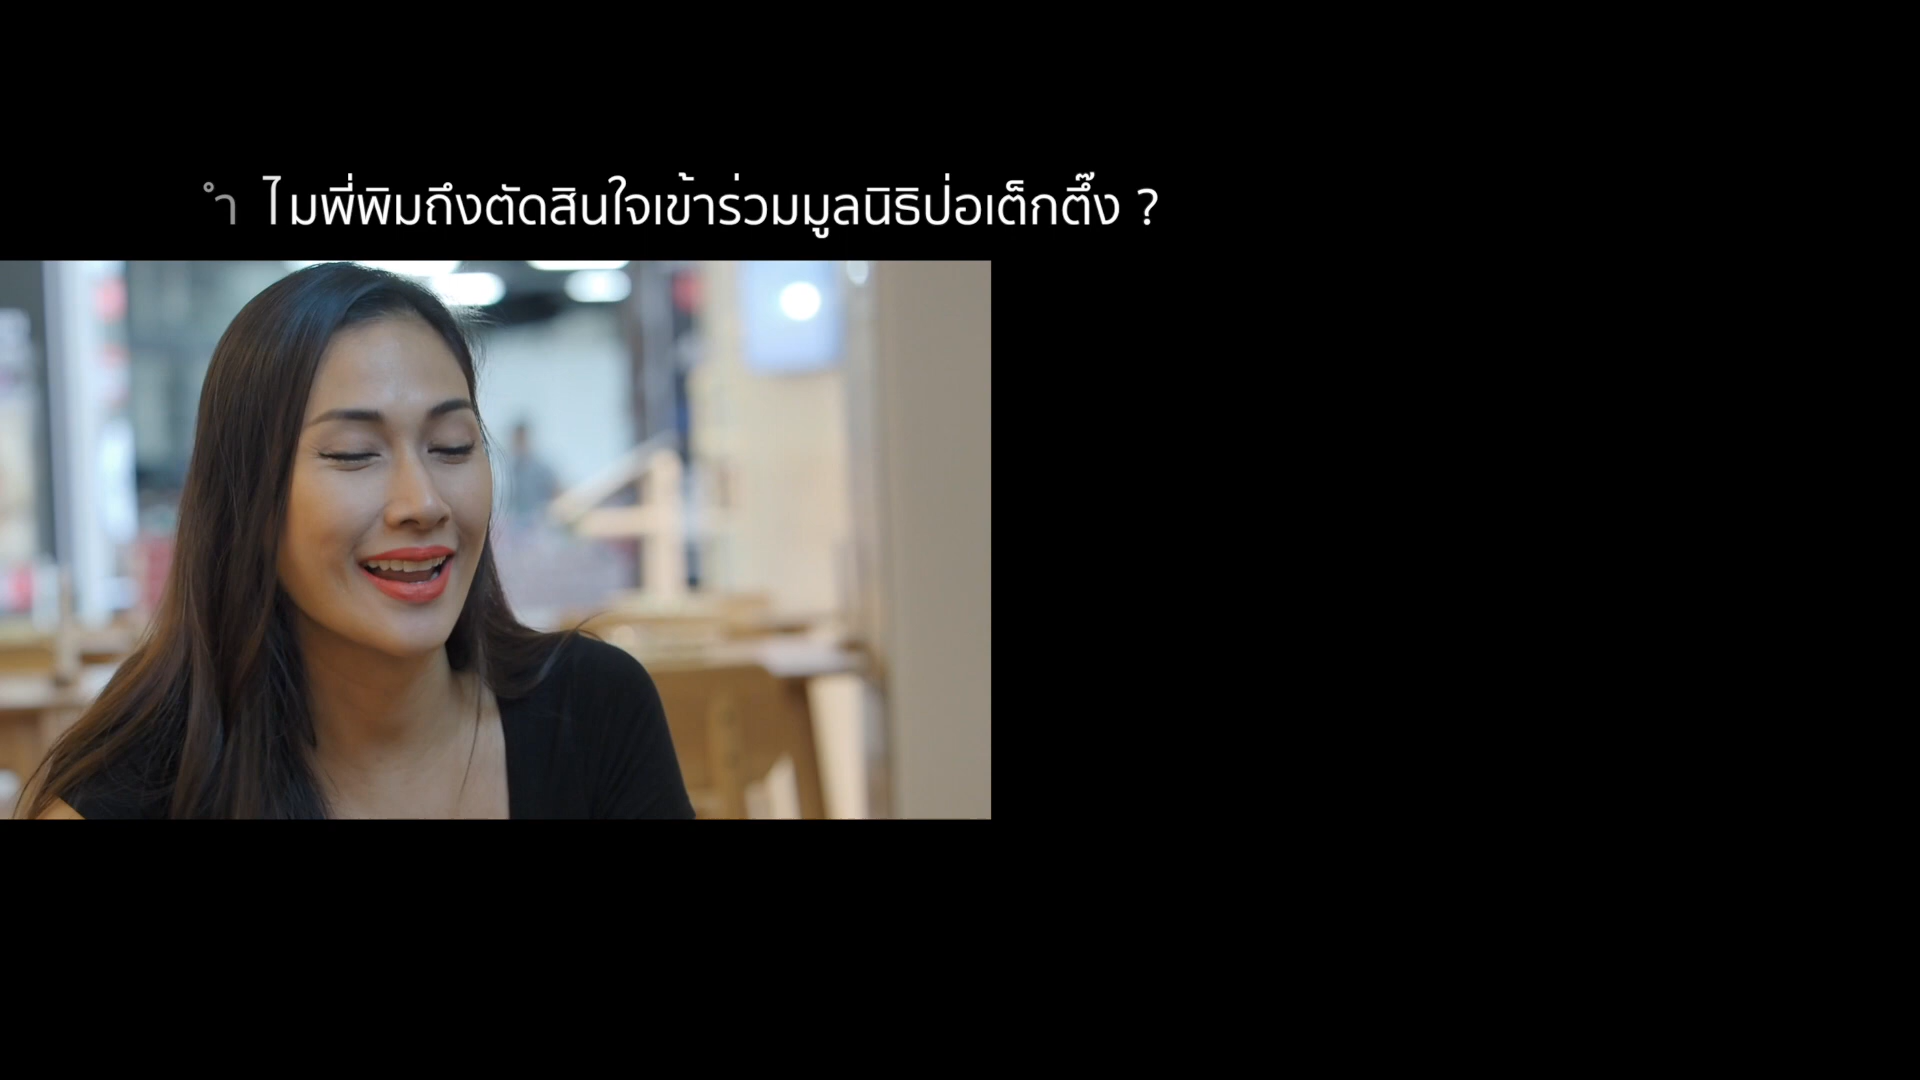 ำ ไมพี่พิมถึงตัดสินใจเข้าร่วมมูลนิธิป่อเต็กตึ๊ง ?